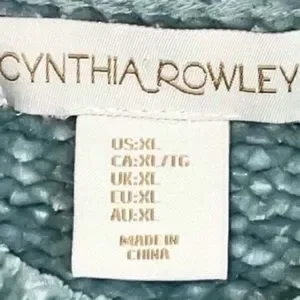 CYNTHIA ROWLEY
US:XL
CA:XL/TG
UK:XL
EU:XL
AU:XL
MADE IN
CHINA